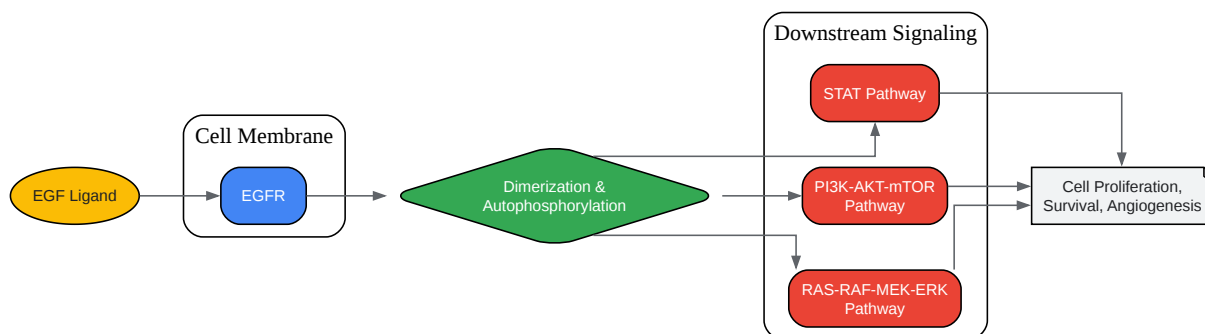 EGF Ligand
Cell Membrane
EGFR
Dimerization &
Autophosphorylation
Downstream Signaling
STAT Pathway
PI3K-AKT-mTOR
Pathway
RAS-RAF-MEK-ERK
Pathway
Cell Proliferation,
Survival, Angiogenesis